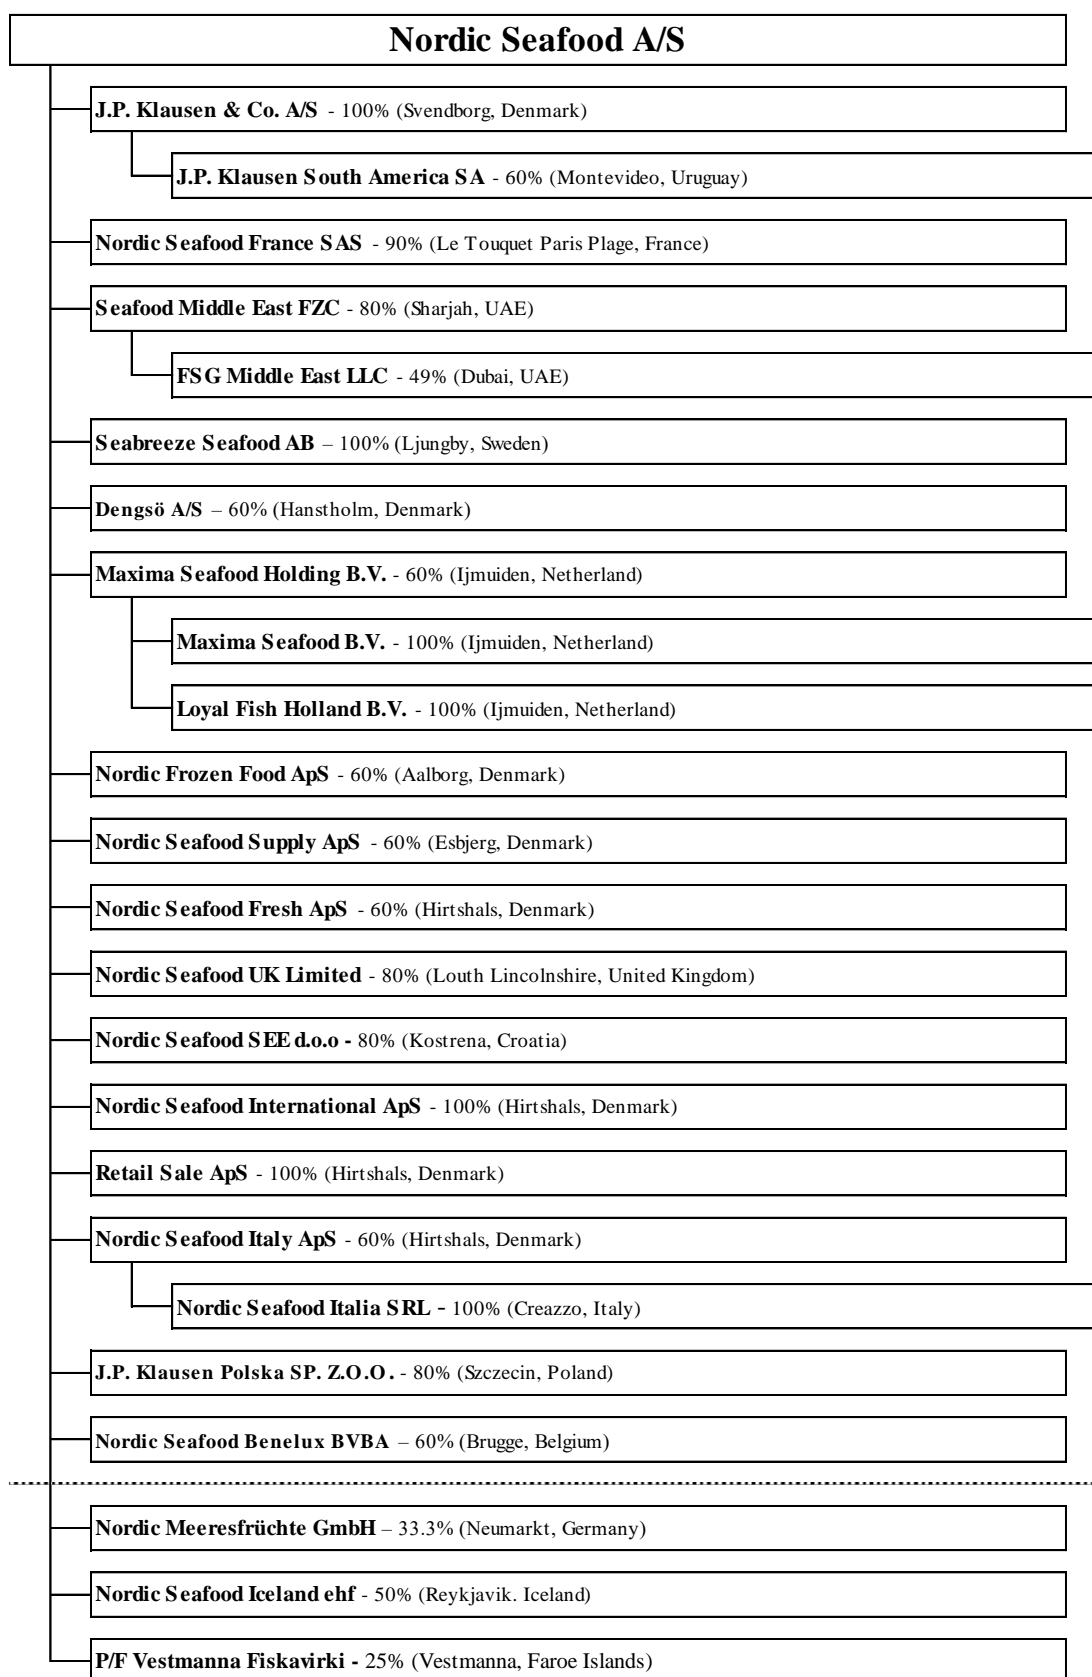 Nordic Seafood A/S
J.P. Klausen & Co. A/S - 100% (Svendborg, Denmark)
J.P. Klausen South America SA - 60% (Montevideo, Uruguay)
Nordic Seafood France SAS - 90% (Le Touquet Paris Plage, France)
Seafood Middle East FZC - 80% (Sharjah, UAE)
FSG Middle East LLC - 49% (Dubai, UAE)
Seabreeze Seafood AB – 100% (Ljungby, Sweden)
Dengsö A/S – 60% (Hanstholm, Denmark)
Maxima Seafood Holding B.V. - 60% (Ijmuiden, Netherland)
Maxima Seafood B.V. - 100% (Ijmuiden, Netherland)
Loyal Fish Holland B.V. - 100% (Ijmuiden, Netherland)
Nordic Frozen Food ApS - 60% (Aalborg, Denmark)
Nordic Seafood Supply ApS - 60% (Esbjerg, Denmark)
Nordic Seafood Fresh ApS - 60% (Hirtshals, Denmark)
Nordic Seafood UK Limited - 80% (Louth Lincolnshire, United Kingdom)
Nordic Seafood SEE d.o.o - 80% (Kostrena, Croatia)
Nordic Seafood International ApS - 100% (Hirtshals, Denmark)
Retail Sale ApS - 100% (Hirtshals, Denmark)
Nordic Seafood Italy ApS - 60% (Hirtshals, Denmark)
Nordic Seafood Italia SRL - 100% (Creazzo, Italy)
J.P. Klausen Polska SP. Z.O.O. - 80% (Szczecin, Poland)
Nordic Seafood Benelux BVBA – 60% (Brugge, Belgium)
Nordic Meeresfrüchte GmbH – 33.3% (Neumarkt, Germany)
Nordic Seafood Iceland ehf - 50% (Reykjavik. Iceland)
P/F Vestmanna Fiskavirki - 25% (Vestmanna, Faroe Islands)